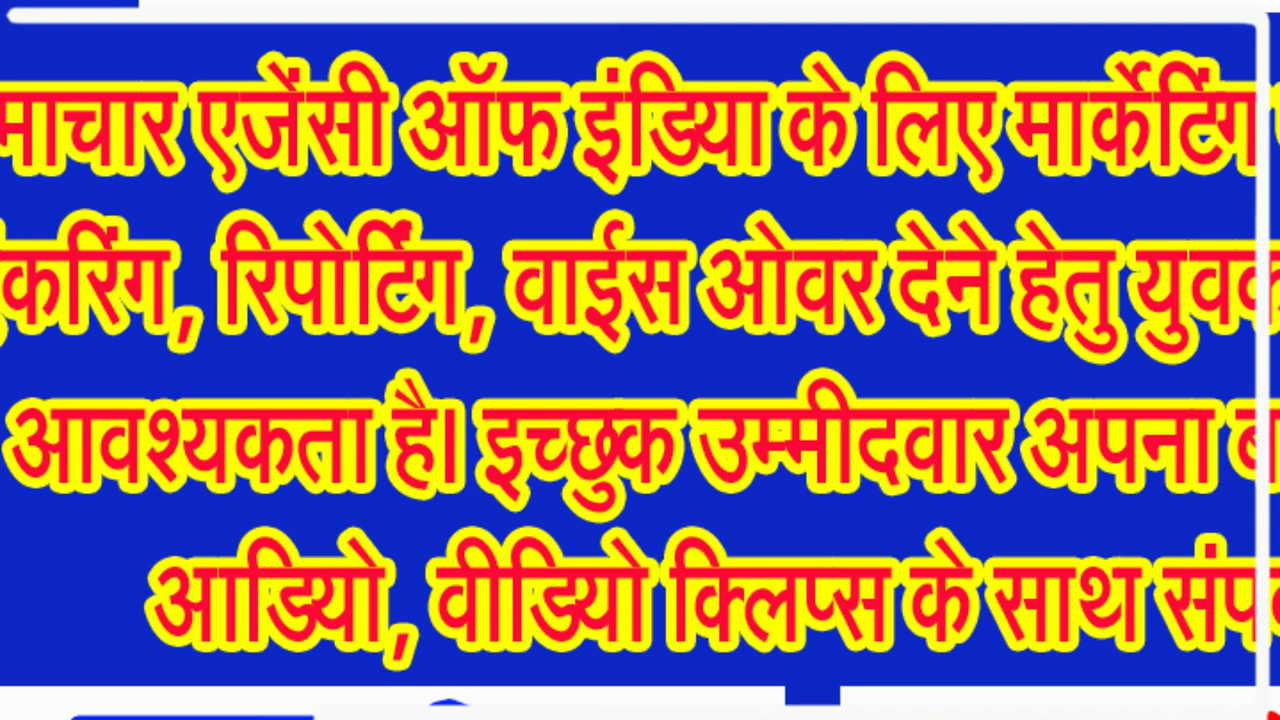 माचार एजेंसी ऑफ इंडिया के लिए मार्केटिंग
करिंग, रिपोर्टिंग, वाईस ओवर देने हेतु युवक
आवश्यकता है। इच्छुक उम्मीदवार अपना
आडियो, वीडियो क्लिप्स के साथ संप